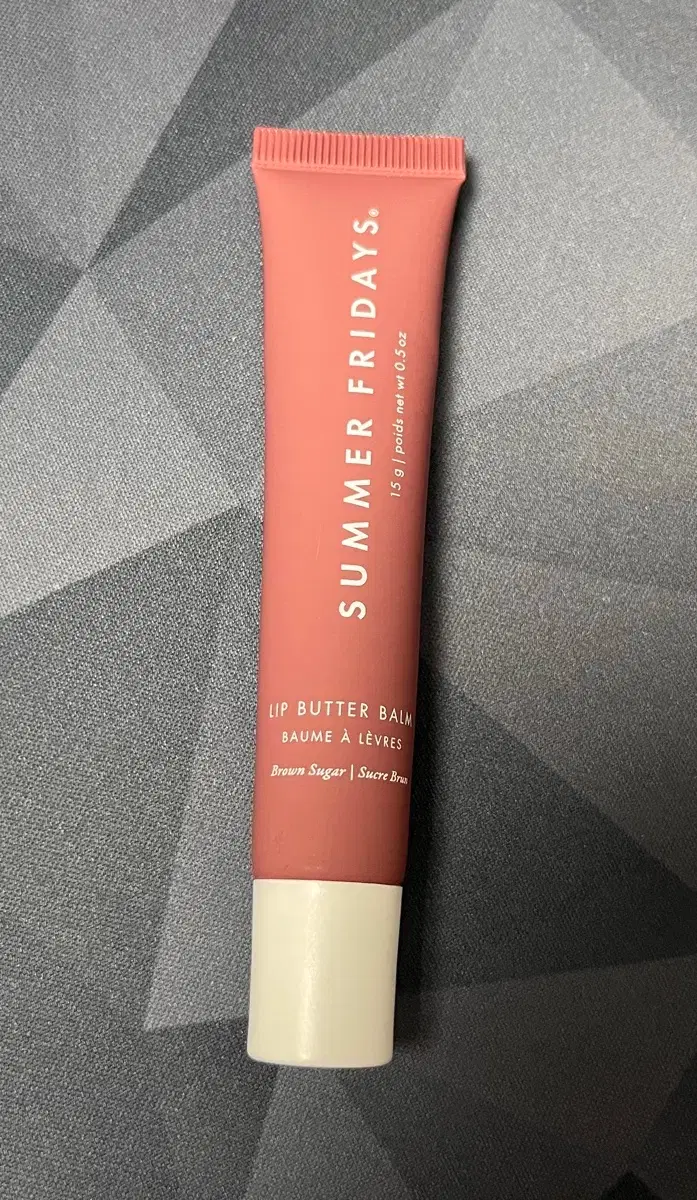 SUMMER FRIDAYS®
15 g | poids net wt 0.5 oz
LIP BUTTER BALM
BAUME À LÈVRES
Brown Sugar | Sucre Brun